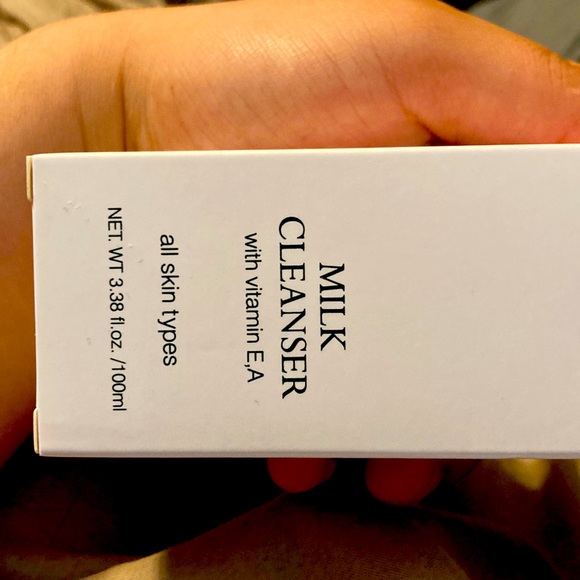 MILK
CLEANSER
with vitamin E,A
all skin types
NET. WT 3.38 fl.oz. /100ml